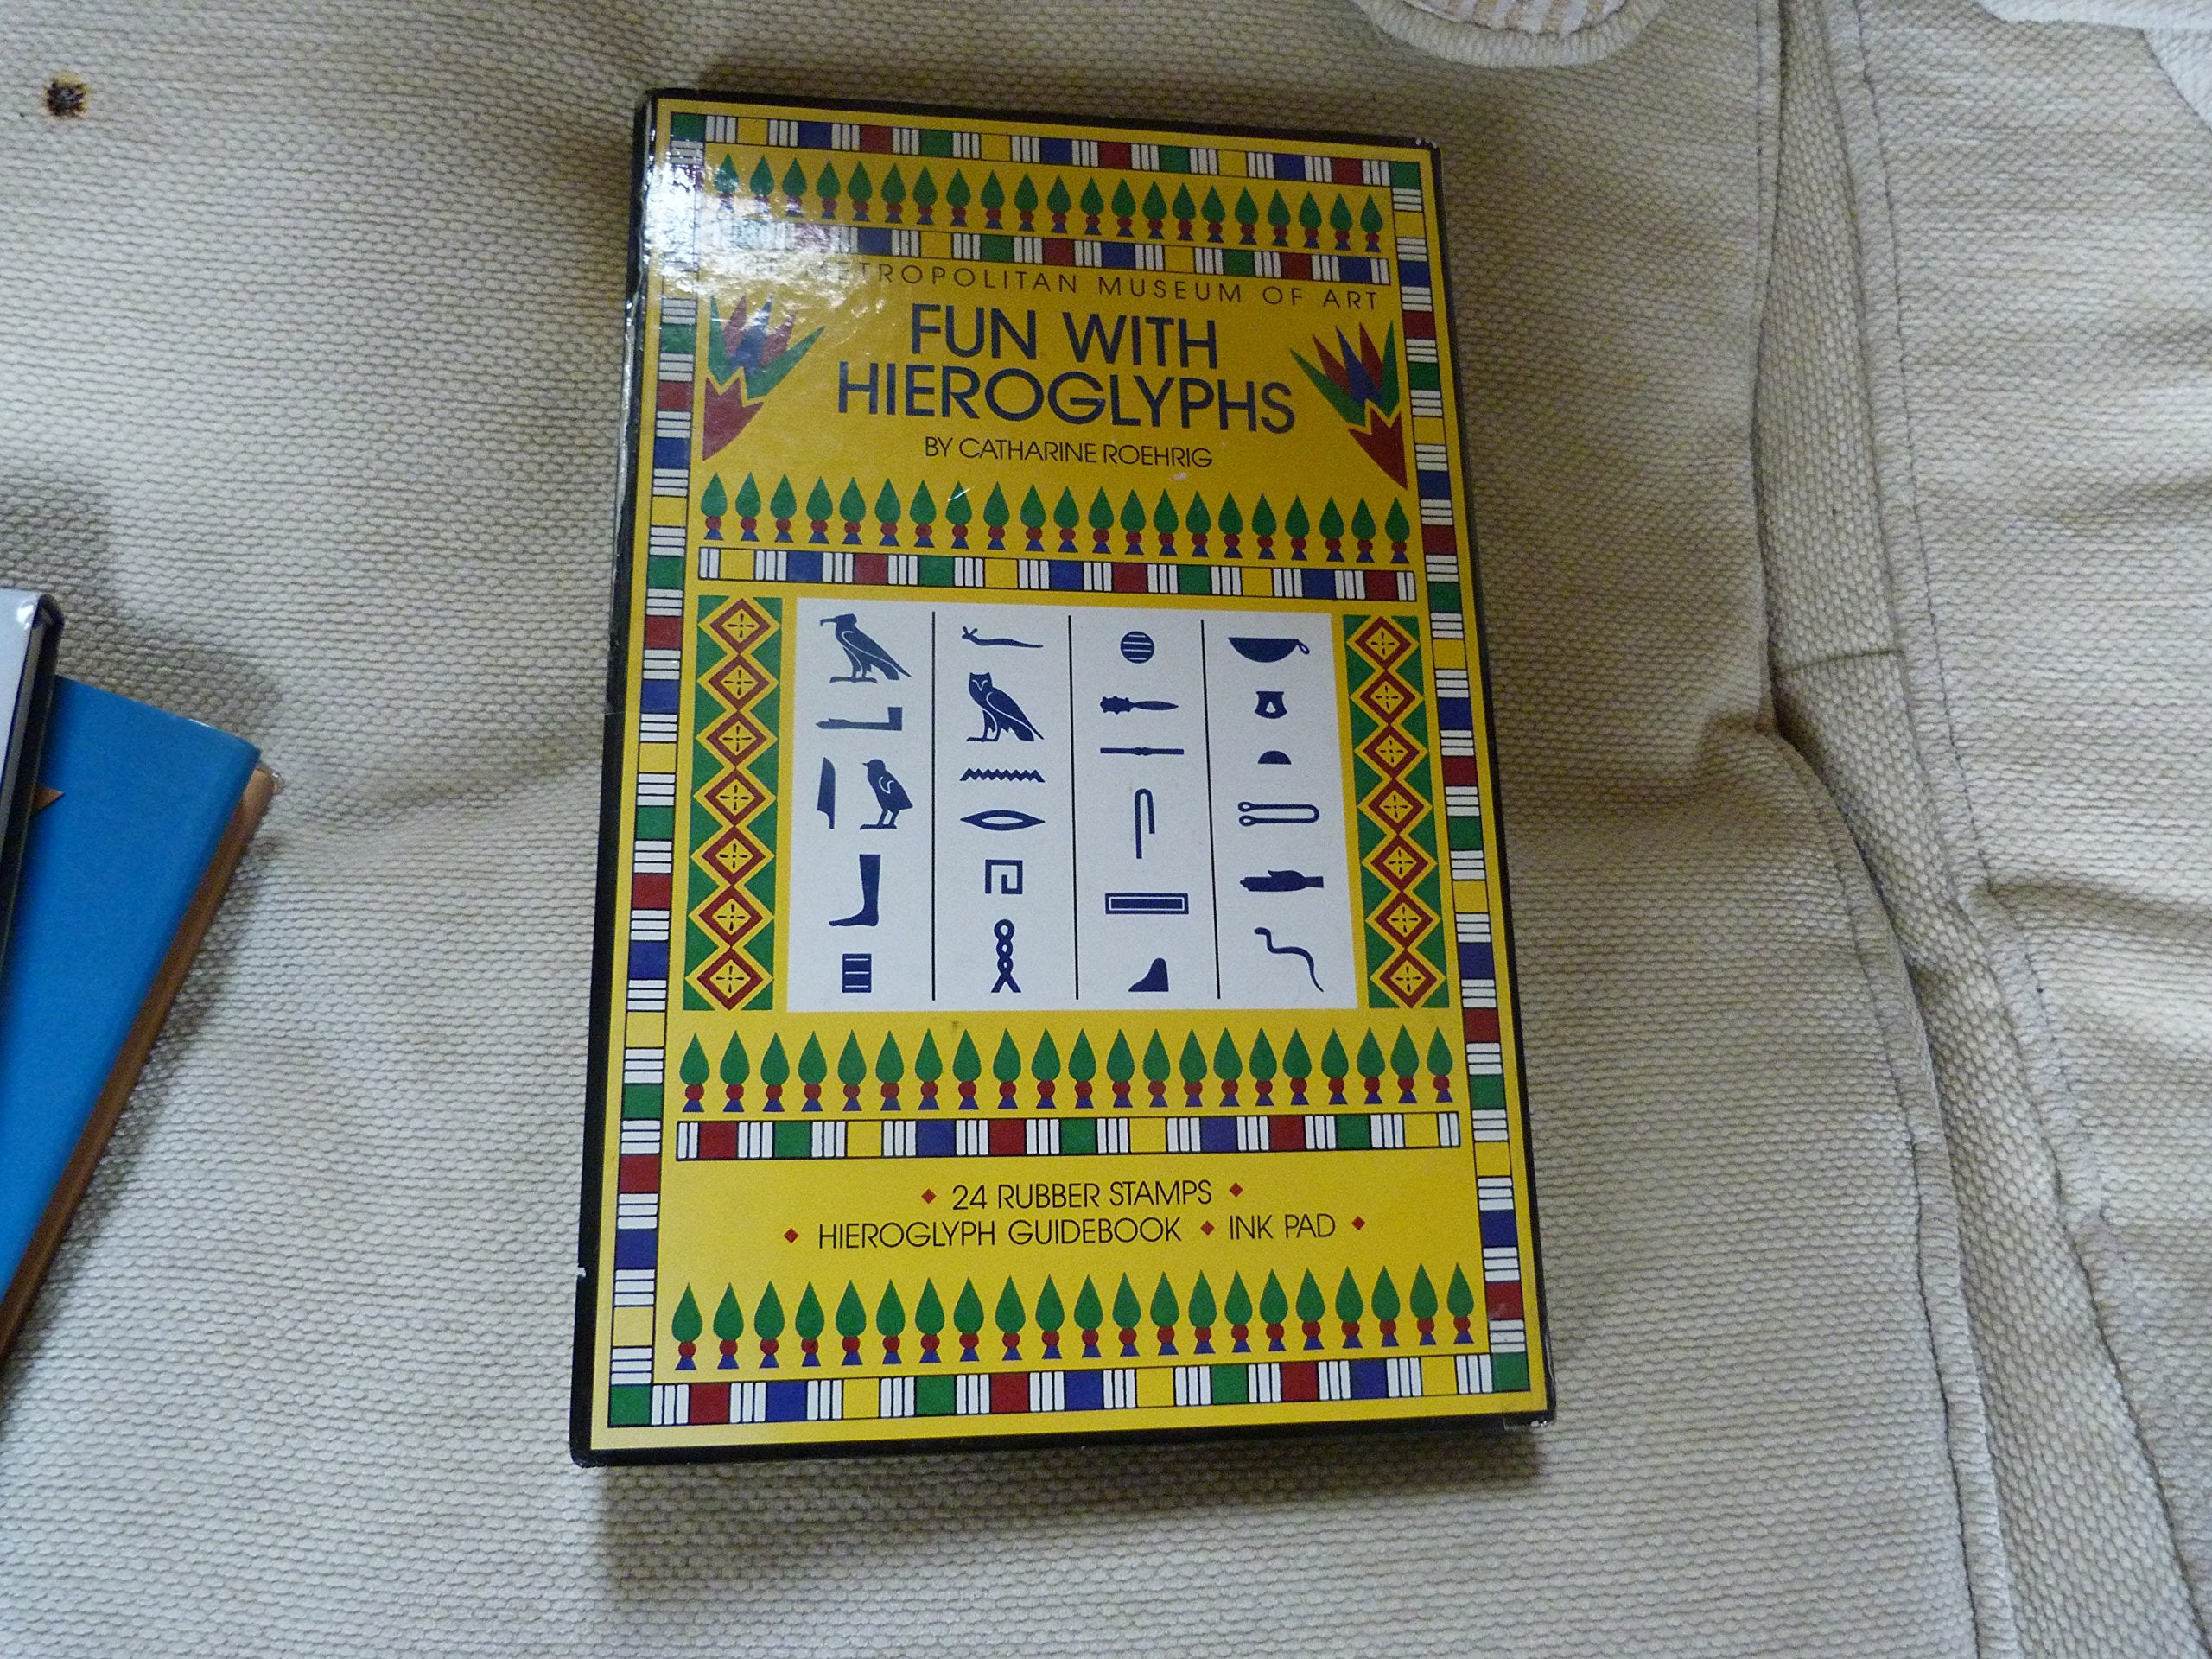 METROPOLITAN MUSEUM OF ART
FUN WITH
HIEROGLYPHS
BY CATHARINE ROEHRIG
24 RUBBER STAMPS
HIEROGLYPH GUIDEBOOK • INK PAD